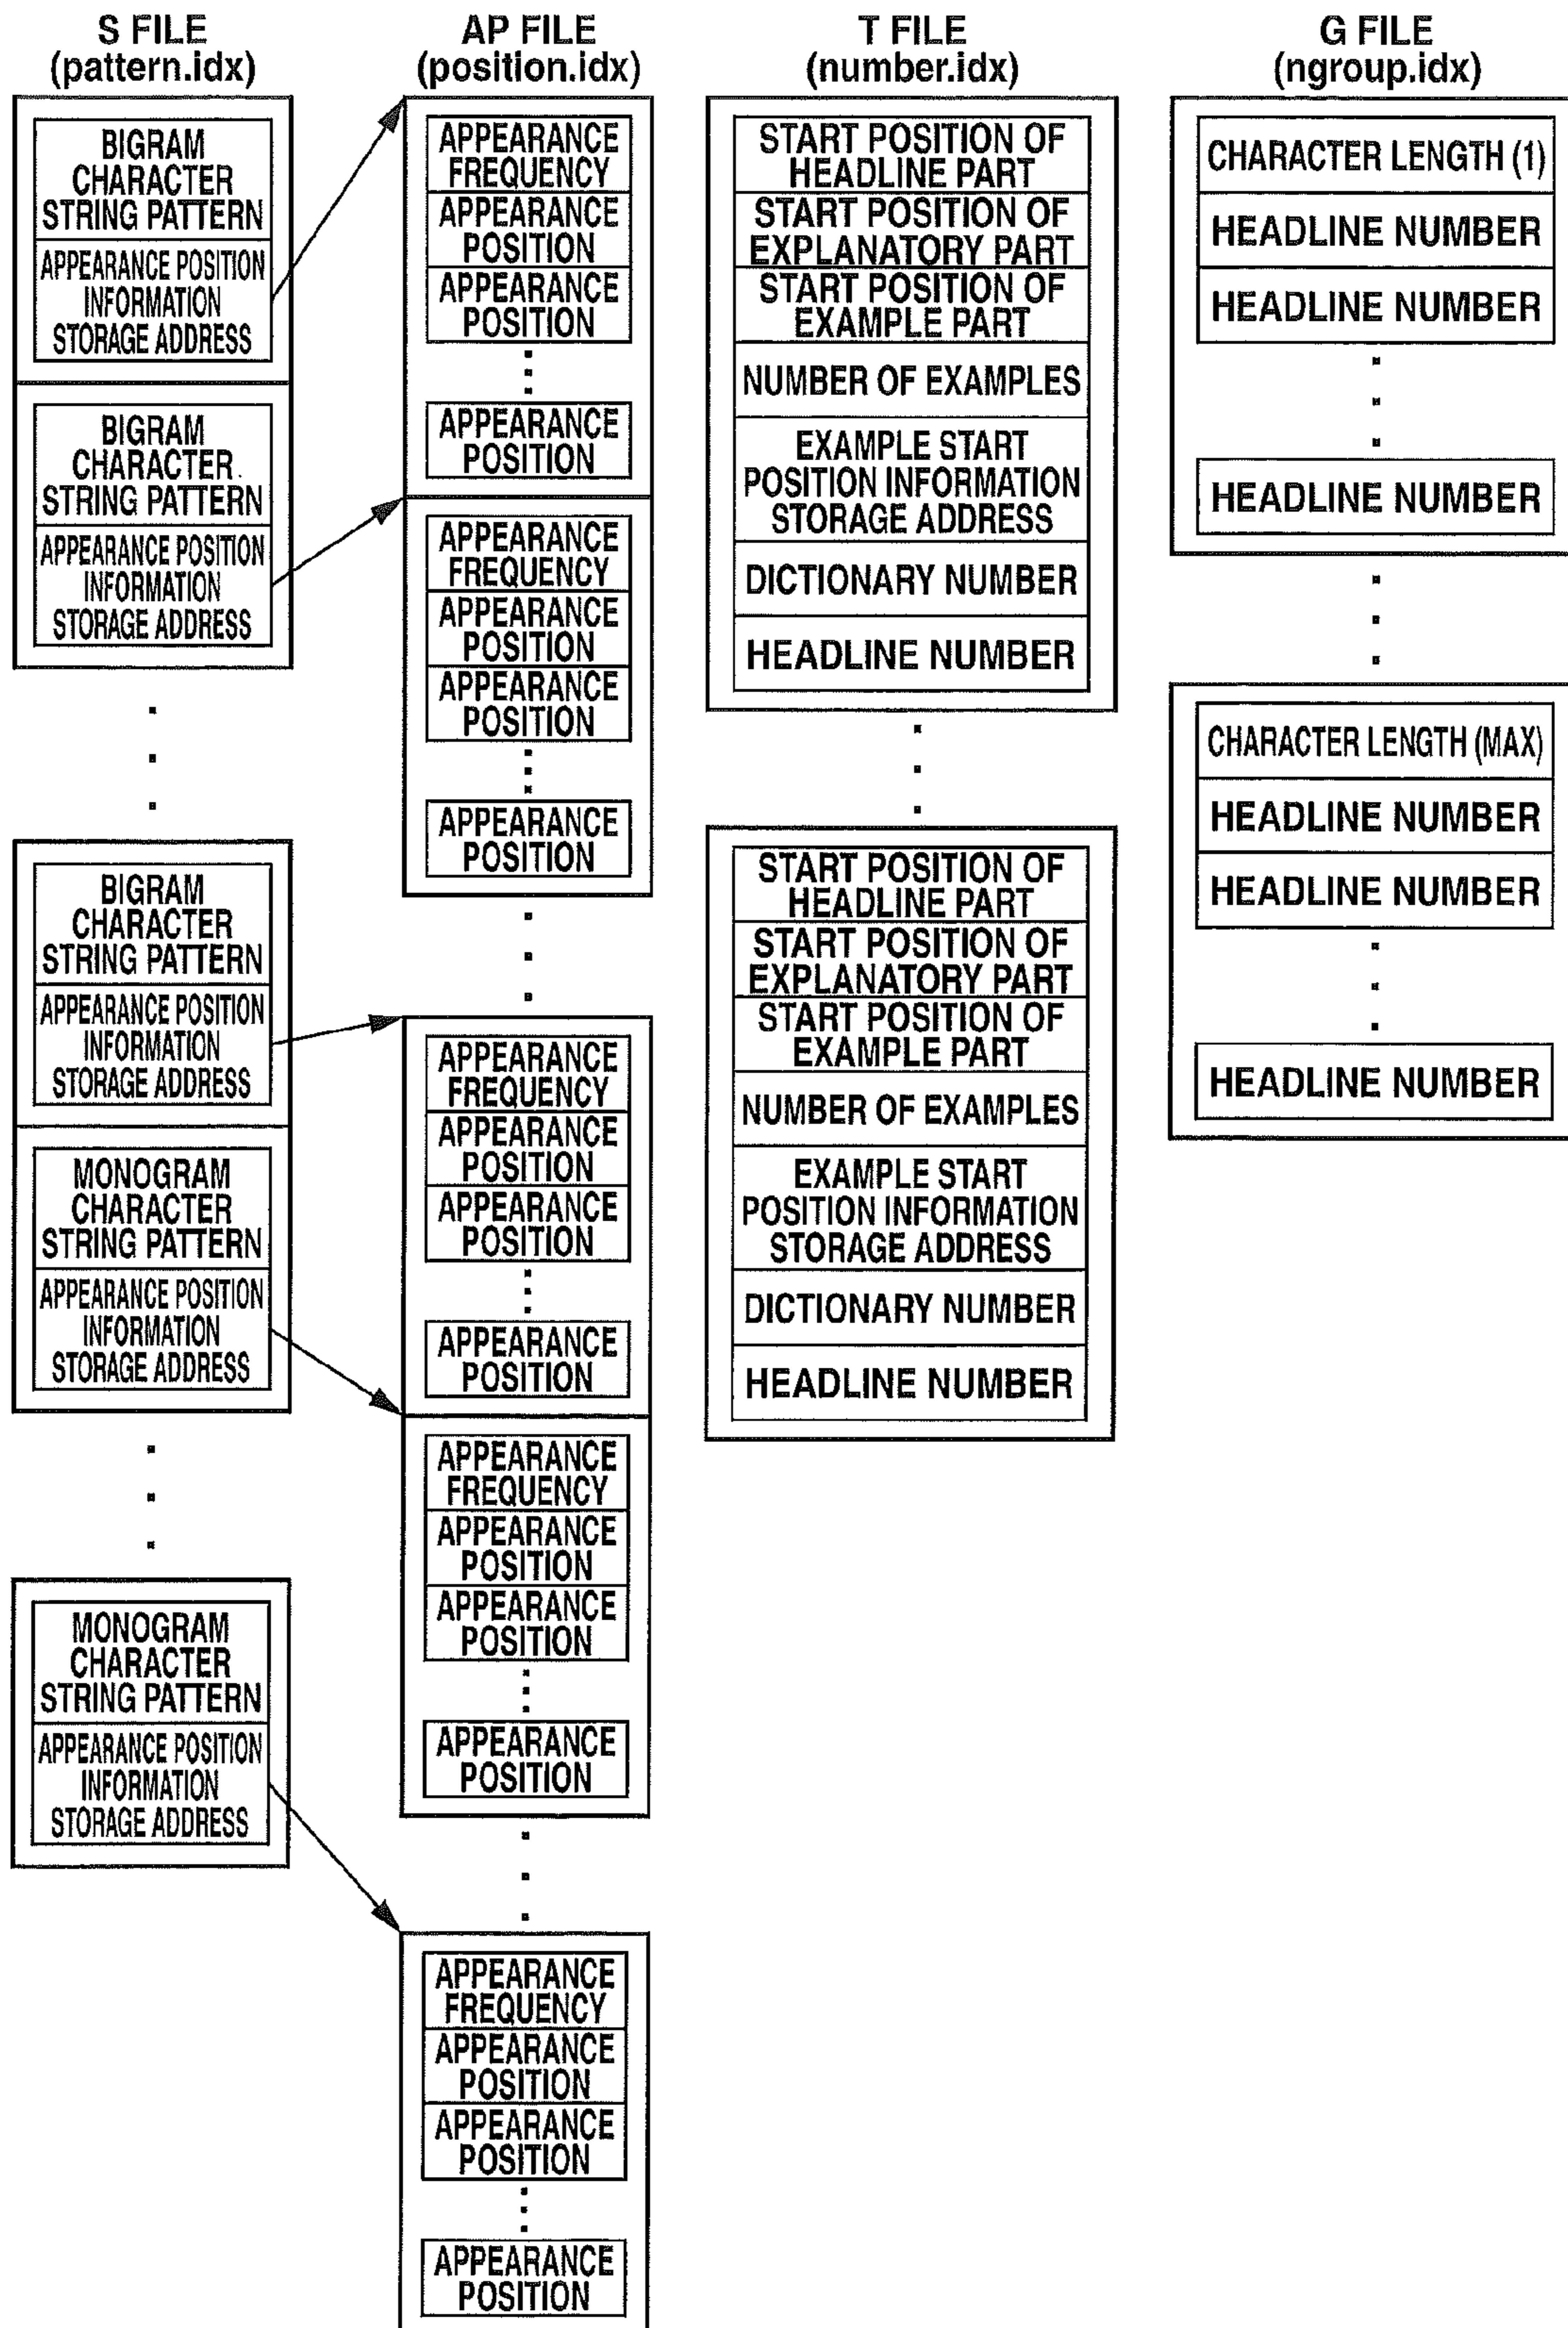 S FILE
(pattern.idx)
BIGRAM
CHARACTER
STRING PATTERN
APPEARANCE POSITION
INFORMATION
STORAGE ADDRESS
BIGRAM
CHARACTER
STRING PATTERN
APPEARANCE POSITION
INFORMATION
STORAGE ADDRESS
BIGRAM
CHARACTER
STRING PATTERN
APPEARANCE POSITION
INFORMATION
STORAGE ADDRESS
MONOGRAM
CHARACTER
STRING PATTERN
APPEARANCE POSITION
INFORMATION
STORAGE ADDRESS
MONOGRAM
CHARACTER
STRING PATTERN
APPEARANCE POSITION
INFORMATION
STORAGE ADDRESS
AP FILE
(position.idx)
APPEARANCE
FREQUENCY
APPEARANCE
POSITION
APPEARANCE
POSITION
APPEARANCE
POSITION
APPEARANCE
FREQUENCY
APPEARANCE
POSITION
APPEARANCE
POSITION
APPEARANCE
POSITION
APPEARANCE
FREQUENCY
APPEARANCE
POSITION
APPEARANCE
POSITION
APPEARANCE
POSITION
APPEARANCE
FREQUENCY
APPEARANCE
POSITION
APPEARANCE
POSITION
APPEARANCE
POSITION
APPEARANCE
FREQUENCY
APPEARANCE
POSITION
APPEARANCE
POSITION
APPEARANCE
POSITION
T FILE
(number.idx)
START POSITION OF
HEADLINE PART
START POSITION OF
EXPLANATORY PART
START POSITION OF
EXAMPLE PART
NUMBER OF EXAMPLES
EXAMPLE START
POSITION INFORMATION
STORAGE ADDRESS
DICTIONARY NUMBER
HEADLINE NUMBER
START POSITION OF
HEADLINE PART
START POSITION OF
EXPLANATORY PART
START POSITION OF
EXAMPLE PART
NUMBER OF EXAMPLES
EXAMPLE START
POSITION INFORMATION
STORAGE ADDRESS
DICTIONARY NUMBER
HEADLINE NUMBER
G FILE
(ngroup.idx)
CHARACTER LENGTH (1)
HEADLINE NUMBER
HEADLINE NUMBER
HEADLINE NUMBER
CHARACTER LENGTH (MAX)
HEADLINE NUMBER
HEADLINE NUMBER
HEADLINE NUMBER